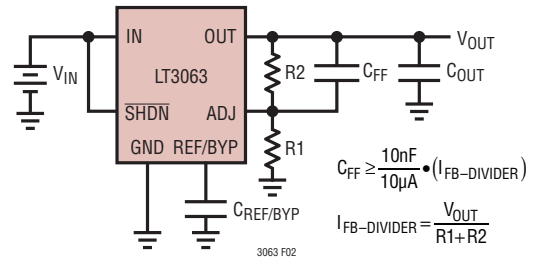 IN
OUT
V_OUT
V_IN
LT3063
R2
C_FF
C_OUT
S̅H̅D̅N̅
ADJ
GND
REF/BYP
R1
C_REF/BYP
C_FF ≥ 10nF/10µA • (I_FB–DIVIDER)
I_FB–DIVIDER = V_OUT/R1+R2
3063 F02